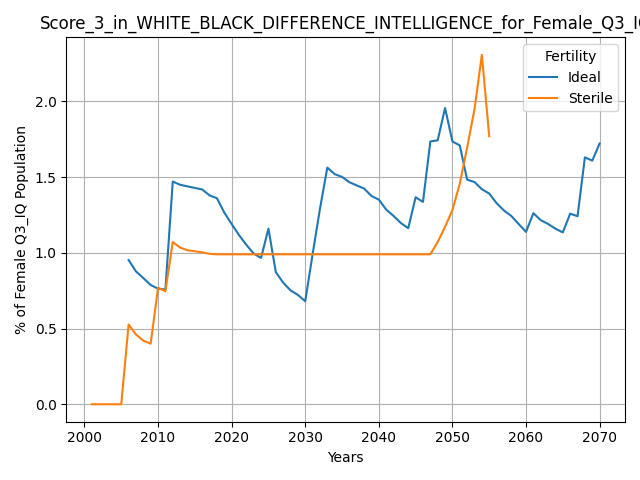 Score_3_in_WHITE_BLACK_DIFFERENCE_INTELLIGENCE_for_Female_Q3_IQ
Fertility
Ideal
Sterile
% of Female Q3_IQ Population
2.0
1.5
1.0
0.5
0.0
2000 2010 2020 2030 2040 2050 2060 2070
Years